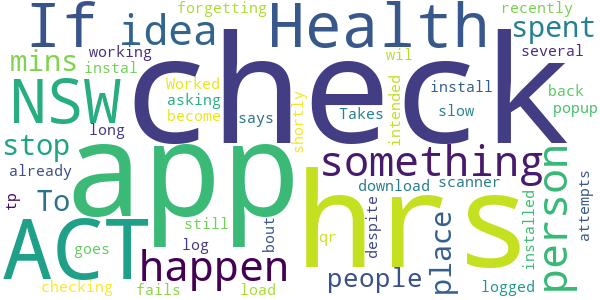 forgetting
recently
If
idea
Health
spent
mins
working
wil
several
instal
NSW
check
Worked
asking
become
says
long
Takes
intended
install
slow
back
popup
shortly
stop
app
hrs
something
person
already
To
download
scanner
attempts
tp
still
bout
qr
despite
place
installed
ACT
goes
log
happen
people
checking
fails
load
logged